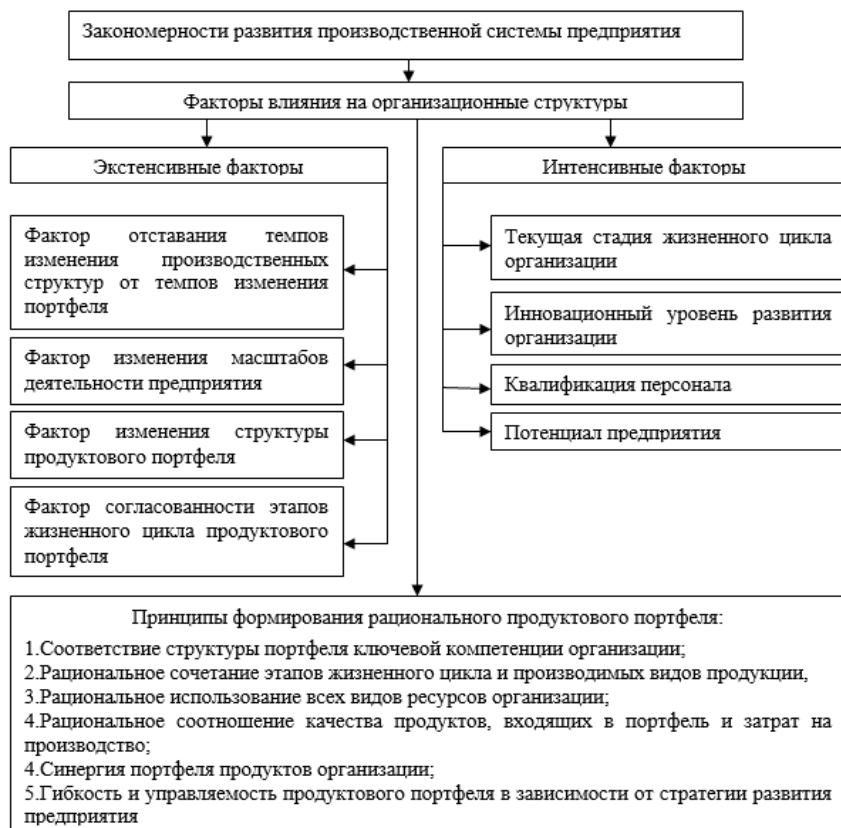 Закономерности развития производственной системы предприятия
Факторы влияния на организационные структуры
Экстенсивные факторы
Интенсивные факторы
Фактор отставания темпов
изменения производственных
структур от темпов изменения
портфеля
Фактор изменения масштабов
деятельности предприятия
Фактор изменения структуры
продуктового портфеля
Фактор согласованности этапов
жизненного цикла продуктового
портфеля
Текущая стадия жизненного цикла
организации
Инновационный уровень развития
организации
Квалификация персонала
Потенциал предприятия
Принципы формирования рационального продуктового портфеля:
1.Соответствие структуры портфеля ключевой компетенции организации;
2.Рациональное сочетание этапов жизненного цикла и производимых видов продукции,
3.Рациональное использование всех видов ресурсов организации;
4.Рациональное соотношение качества продуктов, входящих в портфель и затрат на
производство;
4.Синергия портфеля продуктов организации;
5.Гибкость и управляемость продуктового портфеля в зависимости от стратегии развития
предприятия